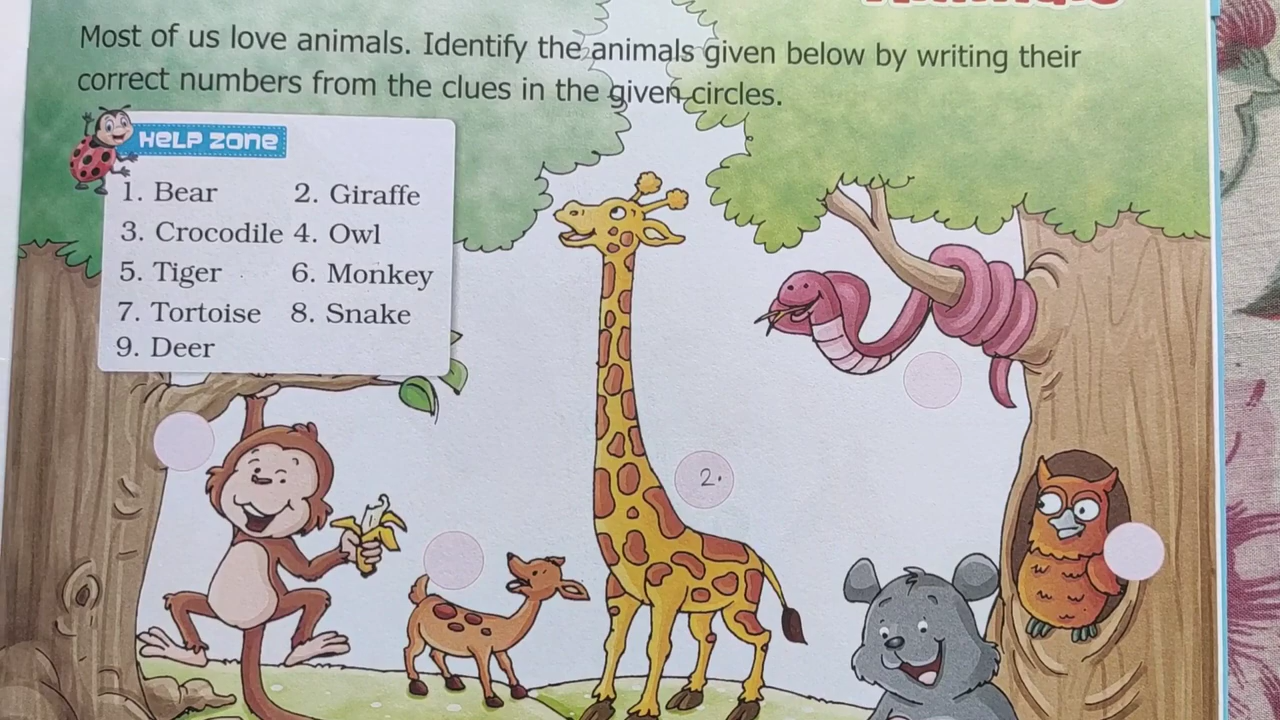 Most of us love animals. Identify the animals given below by writing their
correct numbers from the clues in the given circles.
HELP ZONE
1. Bear 2. Giraffe
3. Crocodile 4. Owl
5. Tiger 6. Monkey
7. Tortoise 8. Snake
9. Deer
2.